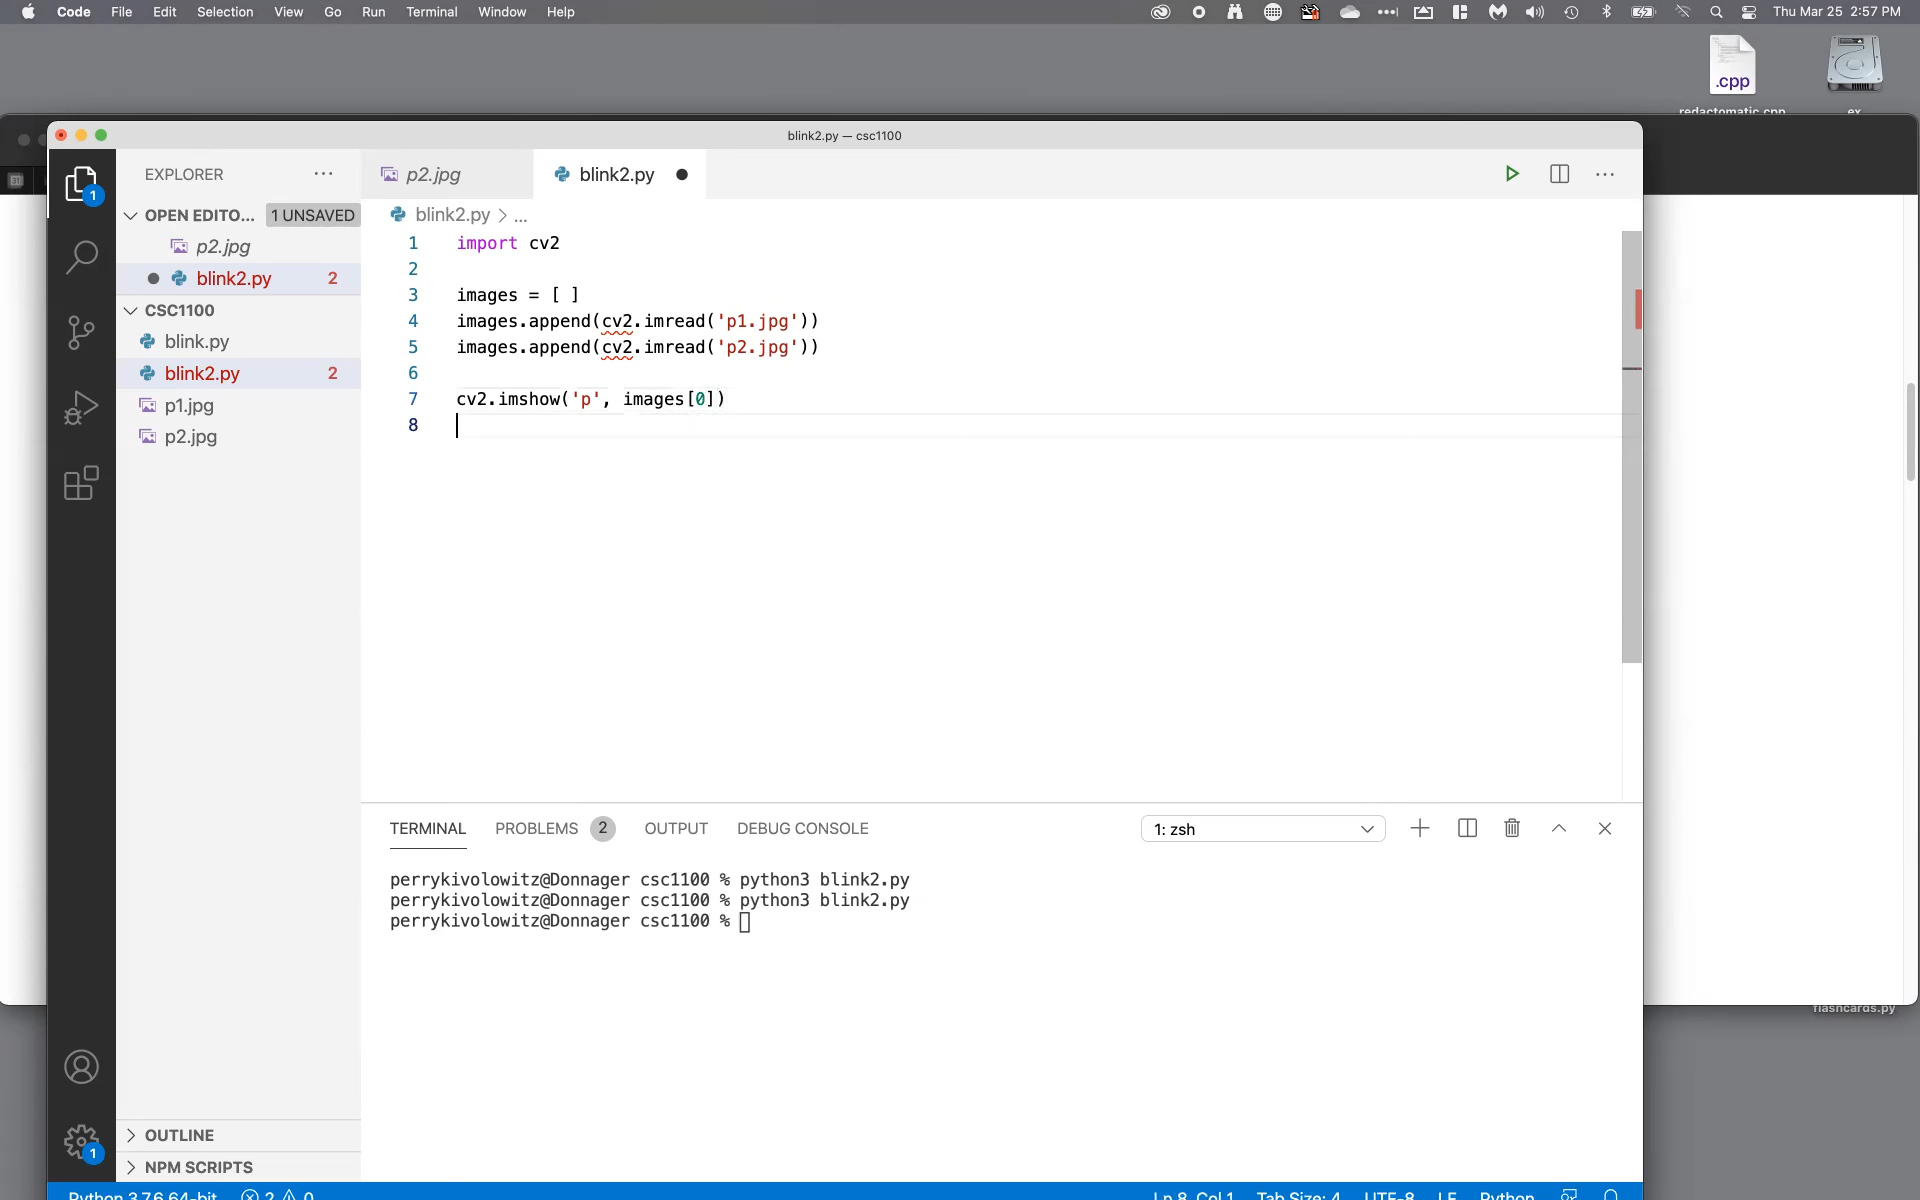 Code File Edit Selection View Go Run Terminal Window Help
Thu Mar 25 2:57 PM
.cpp
redactomatic.cpp
ex
blink2.py — csc1100
EXPLORER
p2.jpg
blink2.py
1
OPEN EDITO...
1 UNSAVED
blink2.py > ...
p2.jpg
blink2.py 2
CSC1100
blink.py
blink2.py 2
p1.jpg
p2.jpg
1 import cv2
2
3 images = [ ]
4 images.append(cv2.imread('p1.jpg'))
5 images.append(cv2.imread('p2.jpg'))
6
7 cv2.imshow('p', images[0])
8
TERMINAL PROBLEMS 2 OUTPUT DEBUG CONSOLE
1: zsh
perrykivolowitz@Donnager csc1100 % python3 blink2.py
perrykivolowitz@Donnager csc1100 % python3 blink2.py
perrykivolowitz@Donnager csc1100 %
flashcards.py
OUTLINE
1
NPM SCRIPTS
Python 3.7.6 64-bit 2 0
Ln 8, Col 1 Tab Size: 4 UTF-8 LF Python